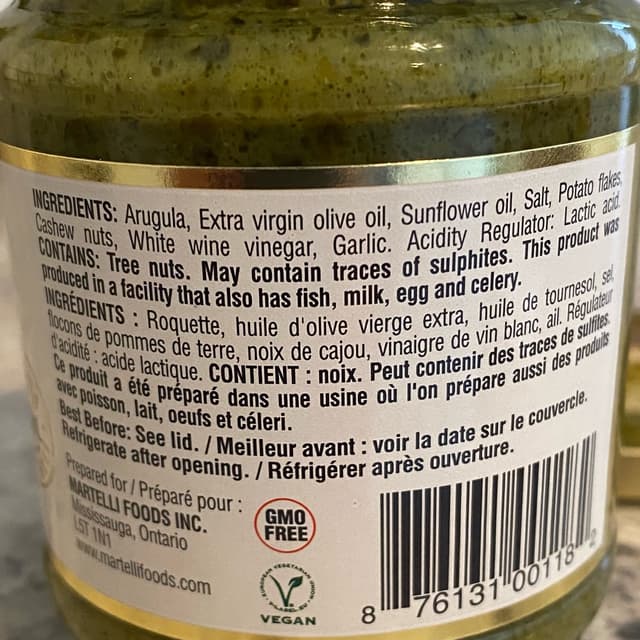 INGREDIENTS: Arugula, Extra virgin olive oil, Sunflower oil, Salt, Potato flakes,
Cashew nuts, White wine vinegar, Garlic. Acidity Regulator: Lactic acid.
CONTAINS: Tree nuts. May contain traces of sulphites. This product was
produced in a facility that also has fish, milk, egg and celery.
INGRÉDIENTS : Roquette, huile d'olive vierge extra, huile de tournesol, sel,
flocons de pommes de terre, noix de cajou, vinaigre de vin blanc, ail. Régulateur
d'acidité : acide lactique. CONTIENT : noix. Peut contenir des traces de sulfites.
Ce produit a été préparé dans une usine où l'on prépare aussi des produits
avec poisson, lait, oeufs et céleri.
Best Before: See lid. / Meilleur avant : voir la date sur le couvercle.
Refrigerate after opening. / Réfrigérer après ouverture.
Prepared for / Préparé pour :
MARTELLI FOODS INC.
Mississauga, Ontario
L5T 1N1
www.martellifoods.com
GMO
FREE
VEGAN
8 76131 00118 2